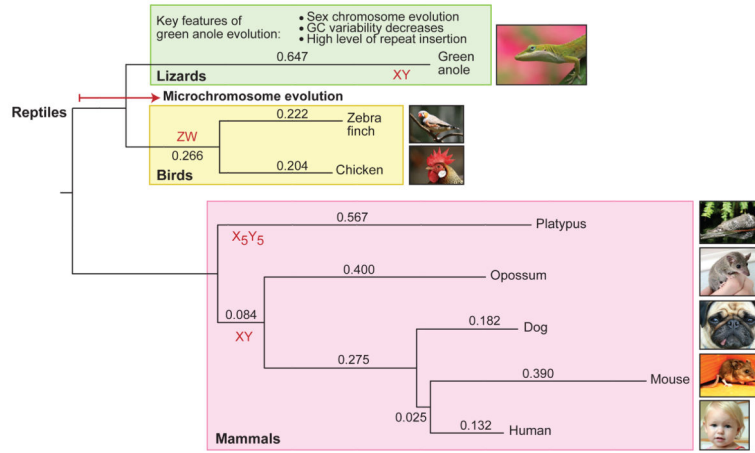 Key features of
green anole evolution:
• Sex chromosome evolution
• GC variability decreases
• High level of repeat insertion
0.647
Green
anole
Lizards
XY
Reptiles
Microchromosome evolution
0.222
Zebra
finch
ZW
0.266
0.204
Chicken
Birds
0.567
Platypus
X5Y5
0.400
Opossum
0.084
XY
0.182
Dog
0.275
0.390
Mouse
0.025
0.132
Human
Mammals